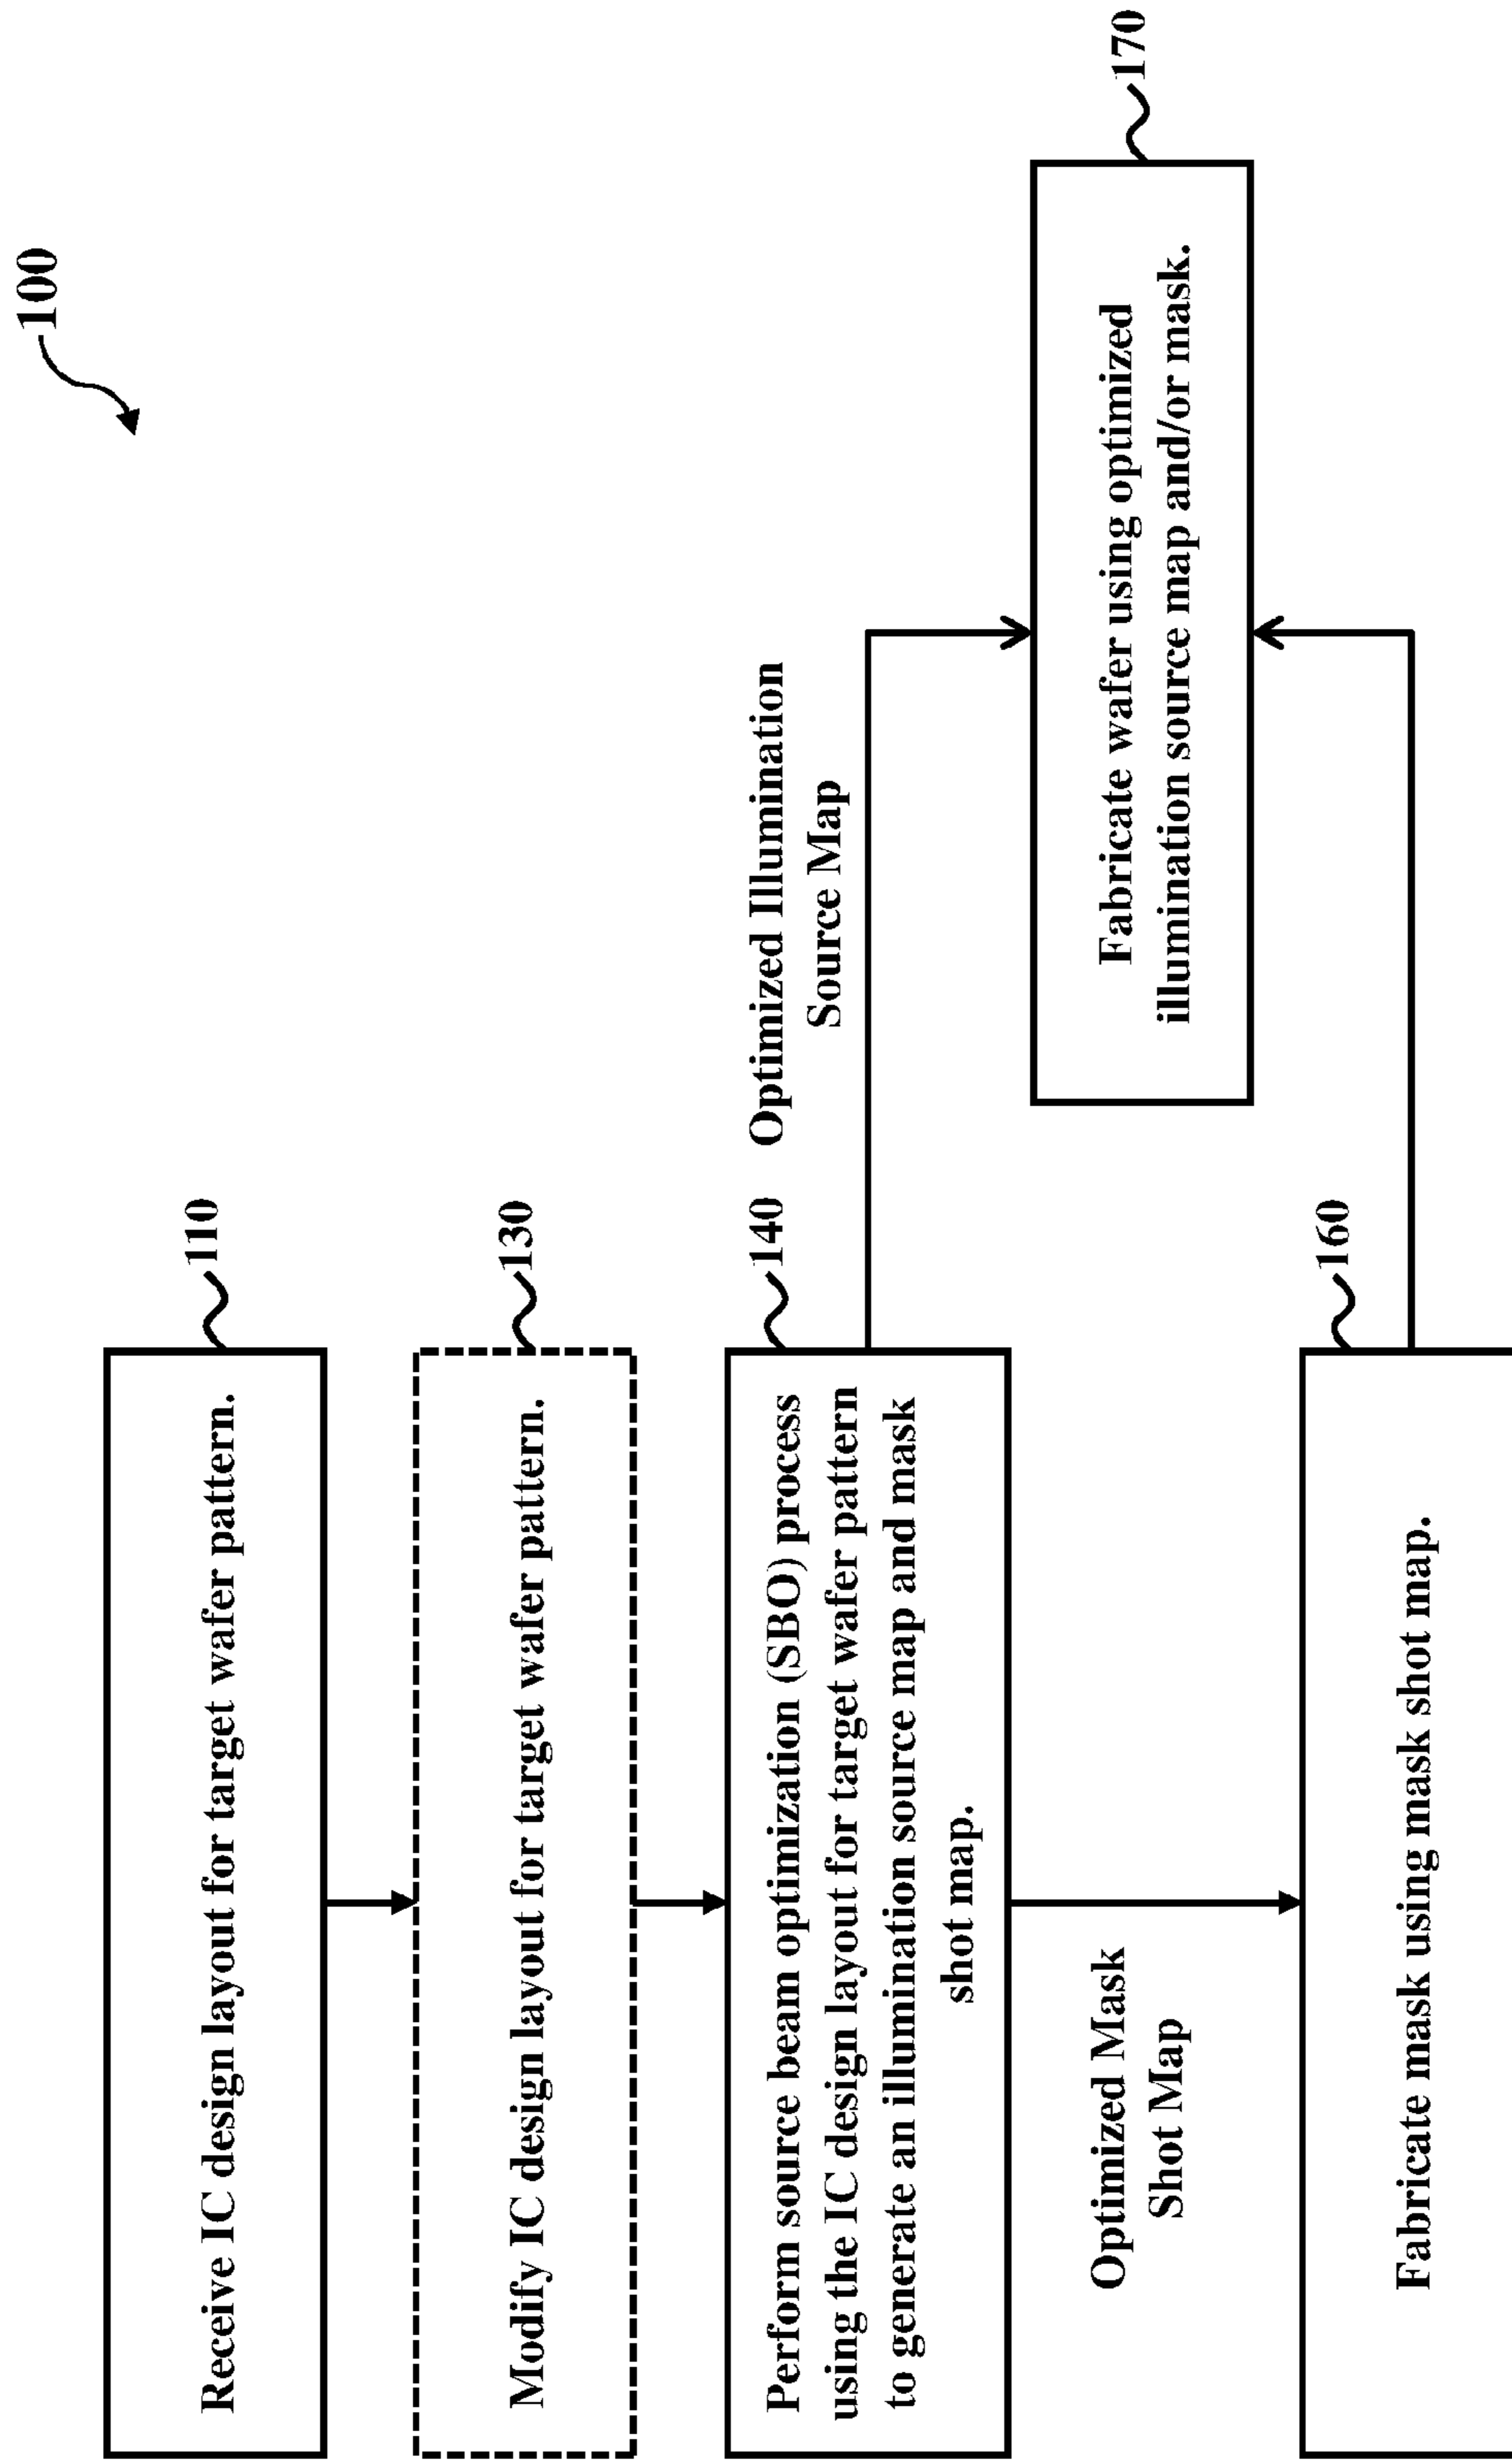 100
Receive IC design layout for target wafer pattern.
110
Modify IC design layout for target wafer pattern.
130
Perform source beam optimization (SBO) process
using the IC design layout for target wafer pattern
to generate an illumination source map and mask
shot map.
140
Optimized Illumination
Source Map
Optimized Mask
Shot Map
Fabricate mask using mask shot map.
160
Fabricate wafer using optimized
illumination source map and/or mask.
170